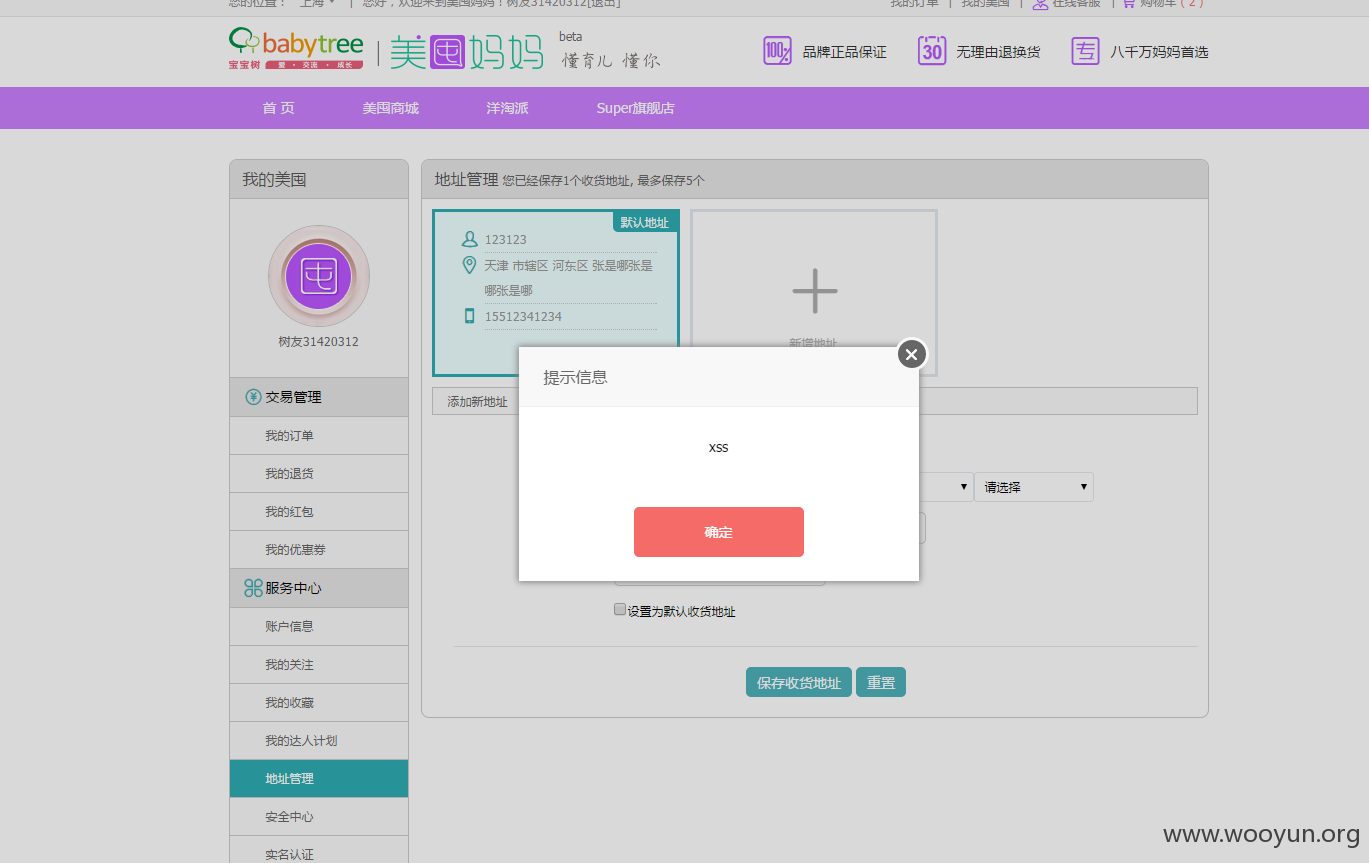 您的位置： 上海 | 您好，欢迎来到美囤妈妈！树友31420312[退出]
我的订单 | 我的美囤 | 在线客服 | 购物车 ( 2 )
babytree
宝宝树 爱 · 交流 · 成长
美囤妈妈
beta
懂育儿 懂你
100% 品牌正品保证
30 无理由退换货
专 八千万妈妈首选
首 页
美囤商城
洋淘派
Super旗舰店
我的美囤
囤
树友31420312
交易管理
我的订单
我的退货
我的红包
我的优惠券
服务中心
账户信息
我的关注
我的收藏
我的达人计划
地址管理
安全中心
实名认证
地址管理 您已经保存1个收货地址, 最多保存5个
默认地址
123123
天津 市辖区 河东区 张是哪张是
哪张是哪
15512341234
新增地址
添加新地址
提示信息
xss
确定
请选择
设置为默认收货地址
保存收货地址
重置
www.wooyun.org